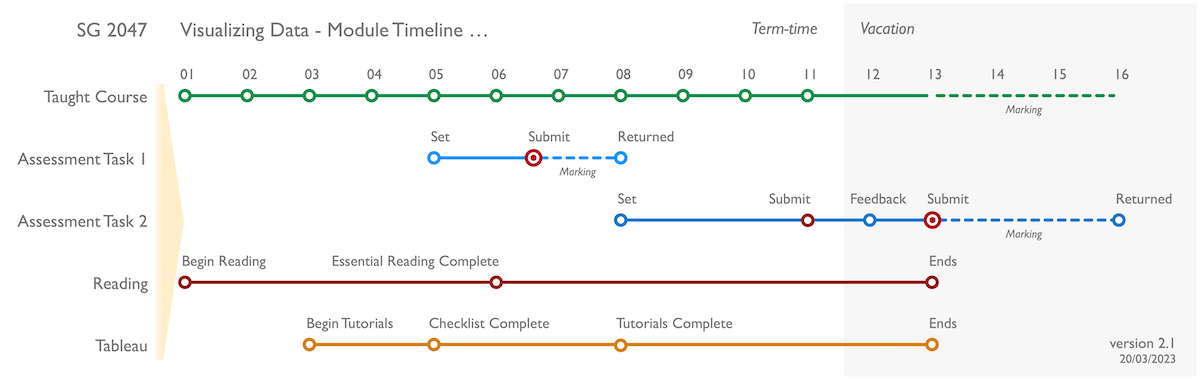 SG 2047 Visualizing Data - Module Timeline ... Term-time Vacation
01 02 03 04 05 06 07 08 09 10 11 12 13 14 15 16
Taught Course
Marking
Set Submit Returned
Assessment Task 1
Marking
Set Submit Feedback Submit Returned
Assessment Task 2
Marking
Begin Reading Essential Reading Complete Ends
Reading
Begin Tutorials Checklist Complete Tutorials Complete Ends
Tableau
version 2.1
20/03/2023